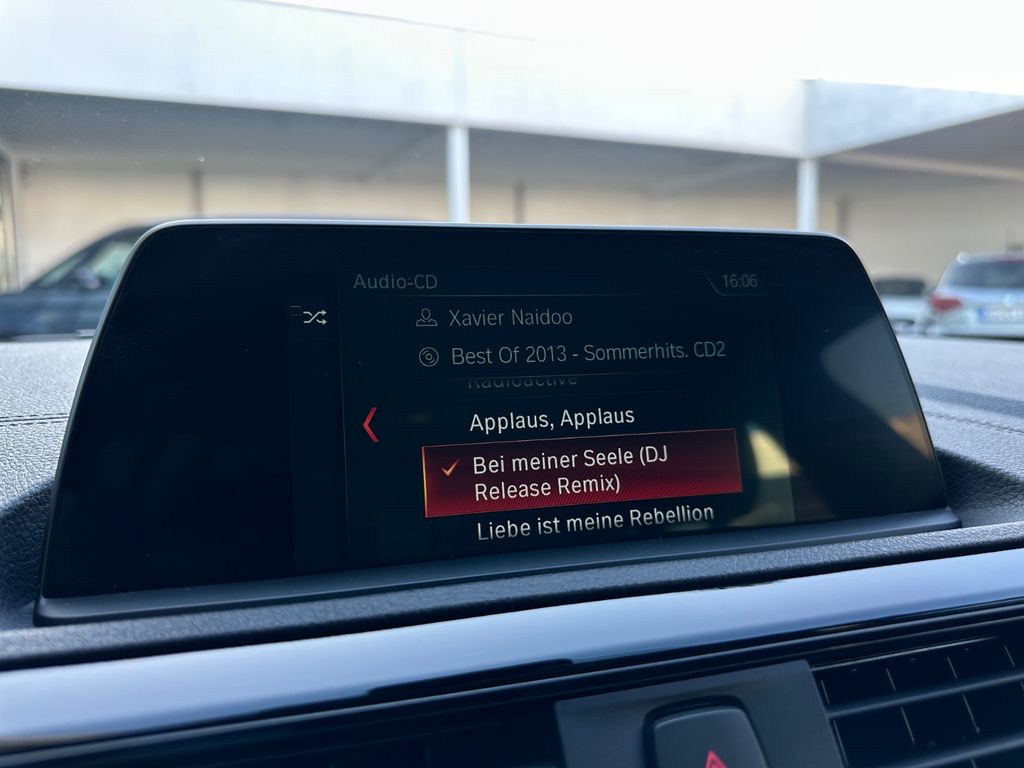 Audio-CD
16:06
Xavier Naidoo
Best Of 2013 - Sommerhits. CD2
Radioactive
Applaus, Applaus
Bei meiner Seele (DJ
Release Remix)
Liebe ist meine Rebellion